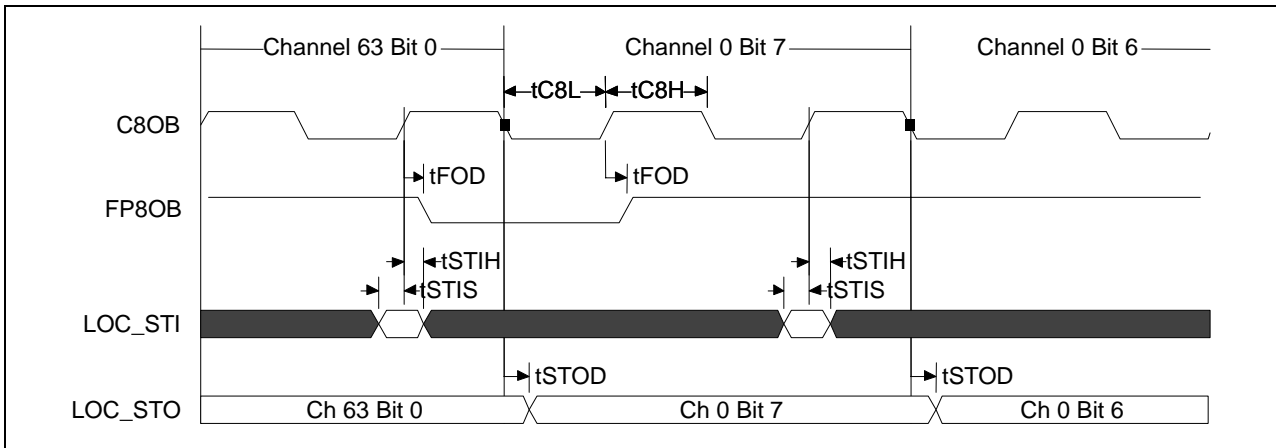 Channel 63 Bit 0 Channel 0 Bit 7 Channel 0 Bit 6
tC8L tC8H
C8OB
tFOD tFOD
FP8OB
tSTIH tSTIH
tSTIS tSTIS
LOC_STI
tSTOD tSTOD
LOC_STO Ch 63 Bit 0 Ch 0 Bit 7 Ch 0 Bit 6